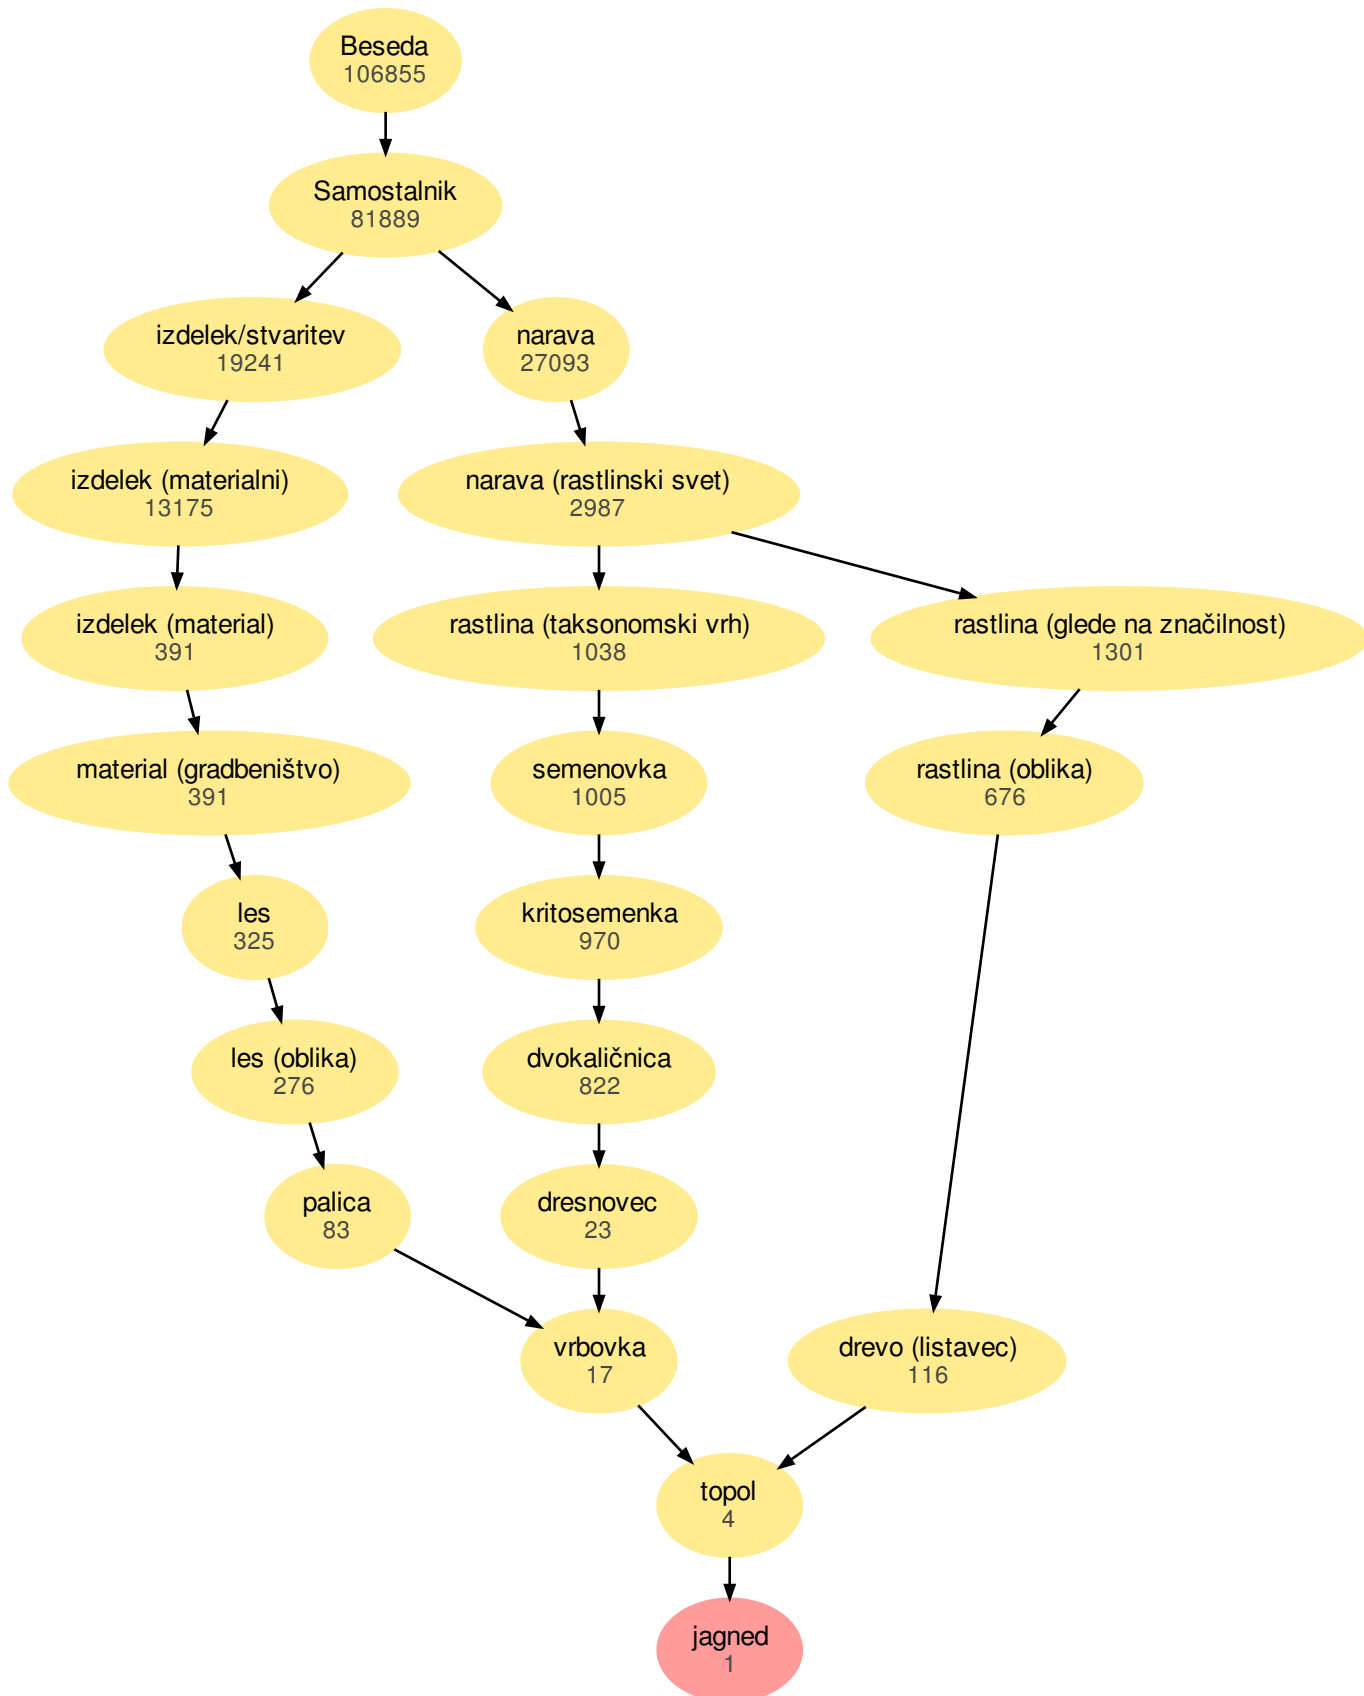 Beseda
106855
Samostalnik
81889
izdelek/stvaritev
19241
narava
27093
izdelek (materialni)
13175
narava (rastlinski svet)
2987
izdelek (material)
391
rastlina (taksonomski vrh)
1038
rastlina (glede na značilnost)
1301
material (gradbeništvo)
391
semenovka
1005
rastlina (oblika)
676
les
325
kritosemenka
970
les (oblika)
276
dvokaličnica
822
palica
83
dresnovec
23
vrbovka
17
drevo (listavec)
116
topol
4
jagned
1